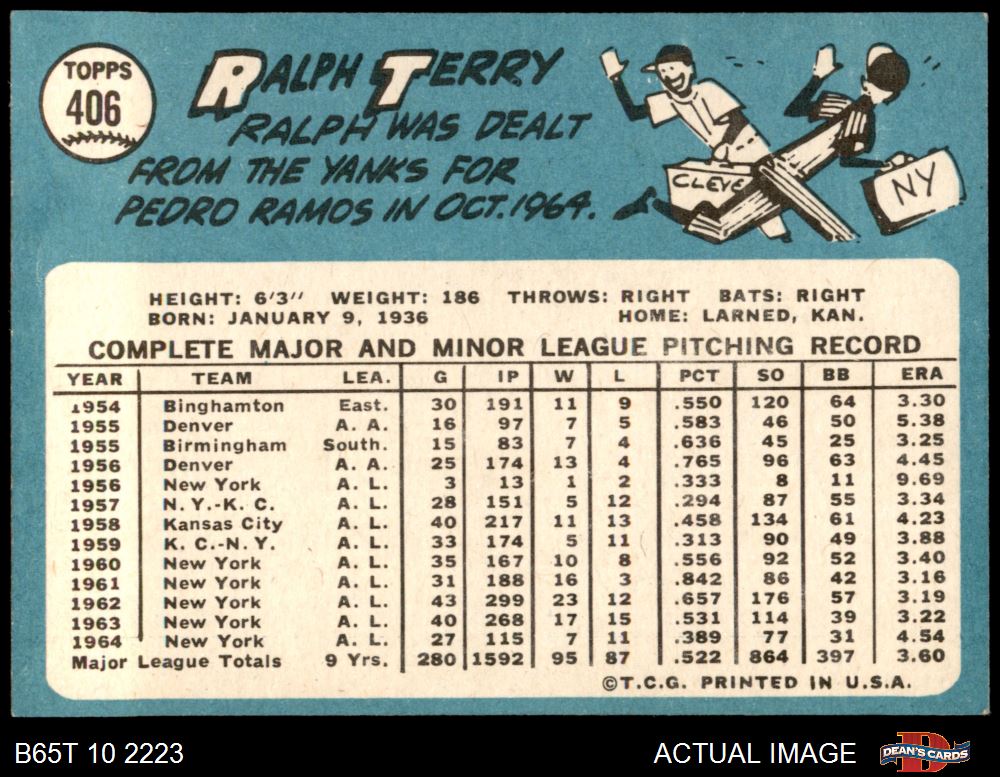 TOPPS
406
RALPH TERRY
RALPH WAS DEALT
FROM THE YANKS FOR
PEDRO RAMOS IN OCT. 1964.
CLEVE
NY
HEIGHT: 6'3" WEIGHT: 186 THROWS: RIGHT BATS: RIGHT
BORN: JANUARY 9, 1936 HOME: LARNED, KAN.
COMPLETE MAJOR AND MINOR LEAGUE PITCHING RECORD
YEAR TEAM LEA. G IP W L PCT SO BB ERA
1954 Binghamton East. 30 191 11 9 .550 120 64 3.30
1955 Denver A. A. 16 97 7 5 .583 46 50 5.38
1955 Birmingham South. 15 83 7 4 .636 45 25 3.25
1956 Denver A. A. 25 174 13 4 .765 96 63 4.45
1956 New York A. L. 3 13 1 2 .333 8 11 9.69
1957 N. Y.-K. C. A. L. 28 151 5 12 .294 87 55 3.34
1958 Kansas City A. L. 40 217 11 13 .458 134 61 4.23
1959 K. C.-N. Y. A. L. 33 174 5 11 .313 90 49 3.88
1960 New York A. L. 35 167 10 8 .556 92 52 3.40
1961 New York A. L. 31 188 16 3 .842 86 42 3.16
1962 New York A. L. 43 299 23 12 .657 176 57 3.19
1963 New York A. L. 40 268 17 15 .531 114 39 3.22
1964 New York A. L. 27 115 7 11 .389 77 31 4.54
Major League Totals 9 Yrs. 280 1592 95 87 .522 864 397 3.60
©T.C.G. PRINTED IN U.S.A.
B65T 10 2223 ACTUAL IMAGE DEAN'S CARDS